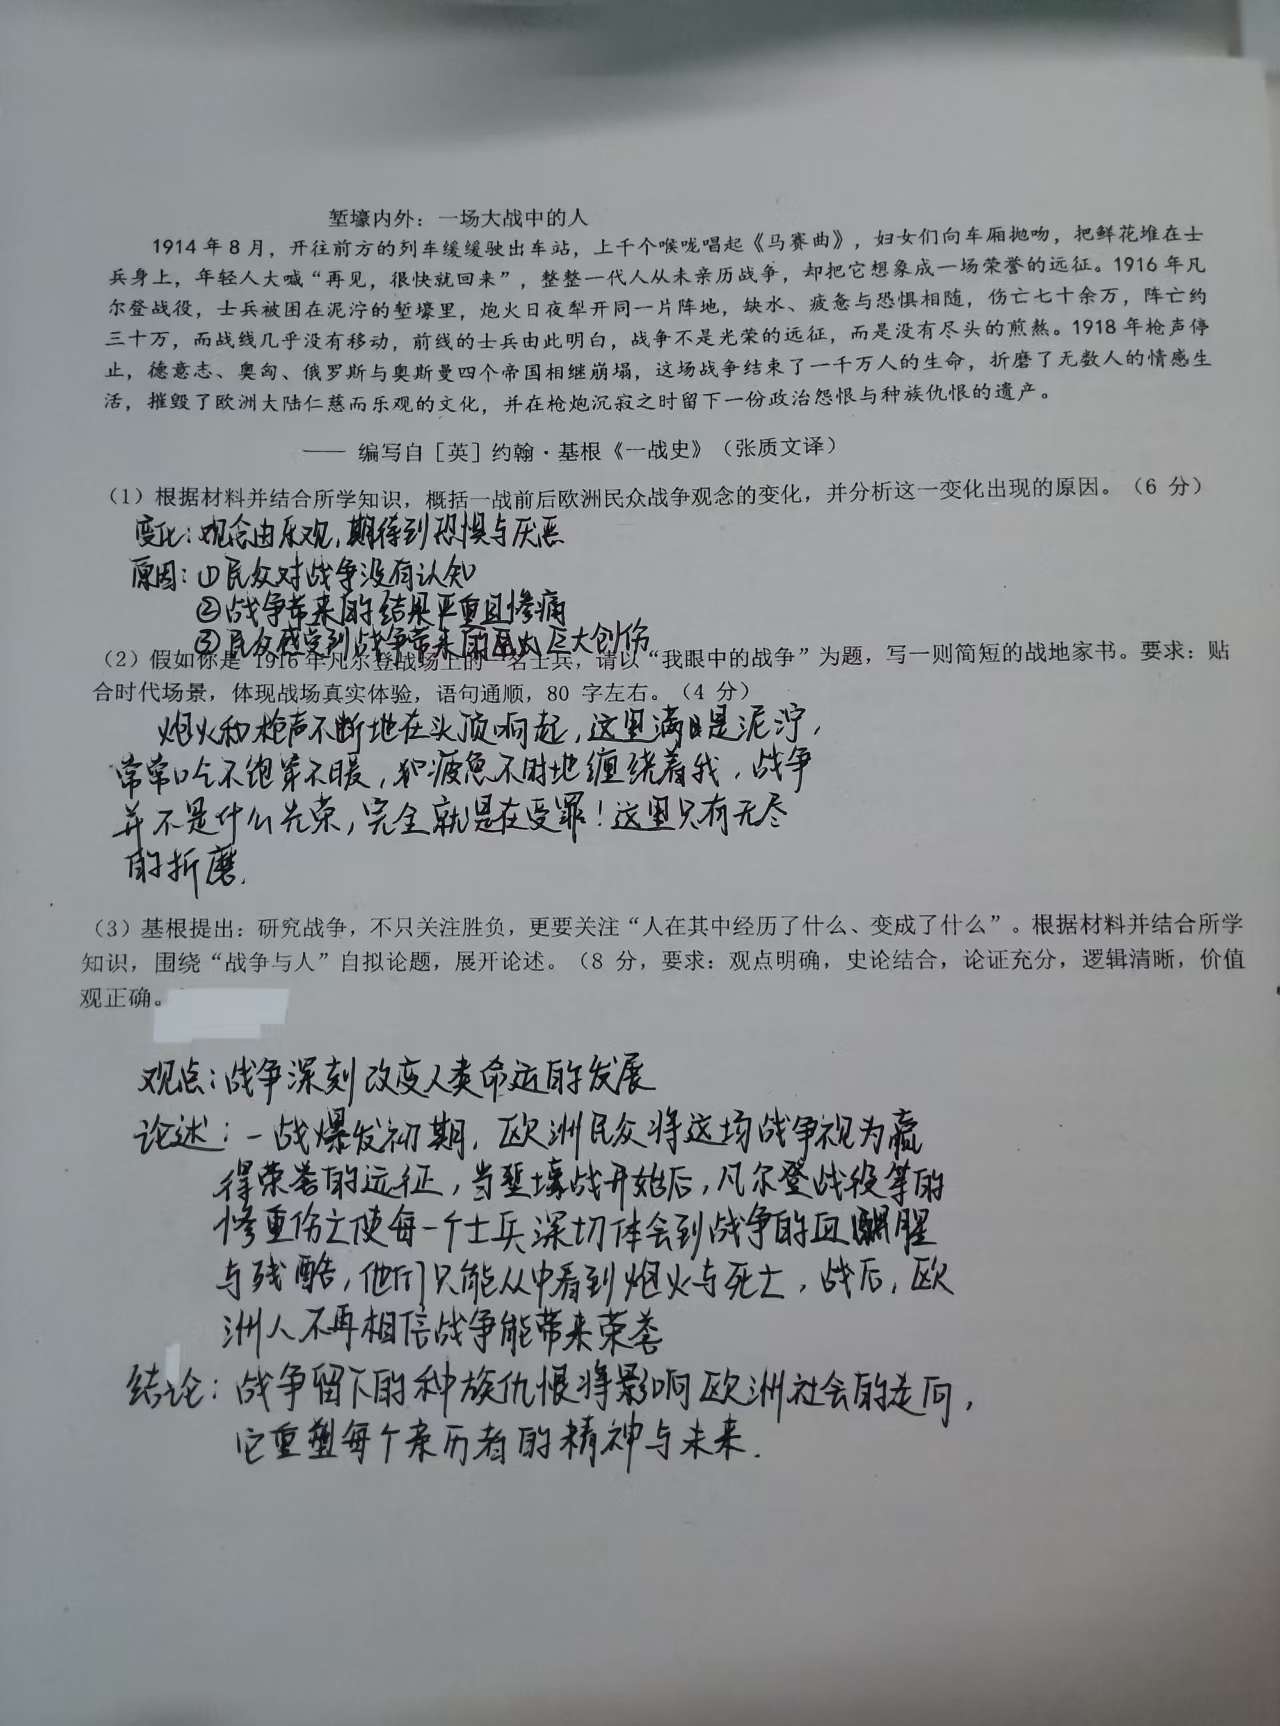 堑壕内外：一场大战中的人
1914年8月，开往前方的列车缓缓驶出车站，上千个喉咙唱起《马赛曲》，妇女们向车厢抛吻，把鲜花堆在士
兵身上，年轻人大喊“再见，很快就回来”，整整一代人从未亲历战争，却把它想象成一场荣誉的远征。1916年凡
尔登战役，士兵被困在泥泞的堑壕里，炮火日夜犁开同一片阵地，缺水、疲惫与恐惧相随，伤亡七十余万，阵亡约
三十万，而战线几乎没有移动，前线的士兵由此明白，战争不是光荣的远征，而是没有尽头的煎熬。1918年枪声停
止，德意志、奥匈、俄罗斯与奥斯曼四个帝国相继崩塌，这场战争结束了一千万人的生命，折磨了无数人的情感生
活，摧毁了欧洲大陆仁慈而乐观的文化，并在枪炮沉寂之时留下一份政治怨恨与种族仇恨的遗产。
—— 编写自［英］约翰·基根《一战史》（张质文译）
（1）根据材料并结合所学知识，概括一战前后欧洲民众战争观念的变化，并分析这一变化出现的原因。（6 分）
变化：观念由乐观，期待到恐惧与厌恶
原因：①民众对战争没有认知
②战争带来的结果严重且惨痛
③民众感受到战争带来的巨大创伤
（2）假如你是 1916年凡尔登战场上的一名士兵，请以“我眼中的战争”为题，写一则简短的战地家书。要求：贴
合时代场景，体现战场真实体验，语句通顺，80 字左右。（4 分）
炮火和枪声不断地在头顶响起，这里满目是泥泞，
常常吃不饱穿不暖，和疲惫不时地缠绕着我，战争
并不是什么光荣，完全就是在受罪！这里只有无尽
的折磨.
（3）基根提出：研究战争，不只关注胜负，更要关注“人在其中经历了什么、变成了什么”。根据材料并结合所学
知识，围绕“战争与人”自拟论题，展开论述。（8 分，要求：观点明确，史论结合，论证充分，逻辑清晰，价值
观正确。
观点：战争深刻改变人类命运的发展
论述：一战爆发初期，欧洲民众将这场战争视为赢
得荣誉的远征，当堑壕战开始后，凡尔登战役等的
惨重伤亡使每一个士兵深切体会到战争的血腥
与残酷，他们只能从中看到炮火与死亡，战后，欧
洲人不再相信战争能带来荣誉
结论：战争留下的种族仇恨将影响欧洲社会的走向，
它重塑每个亲历者的精神与未来.